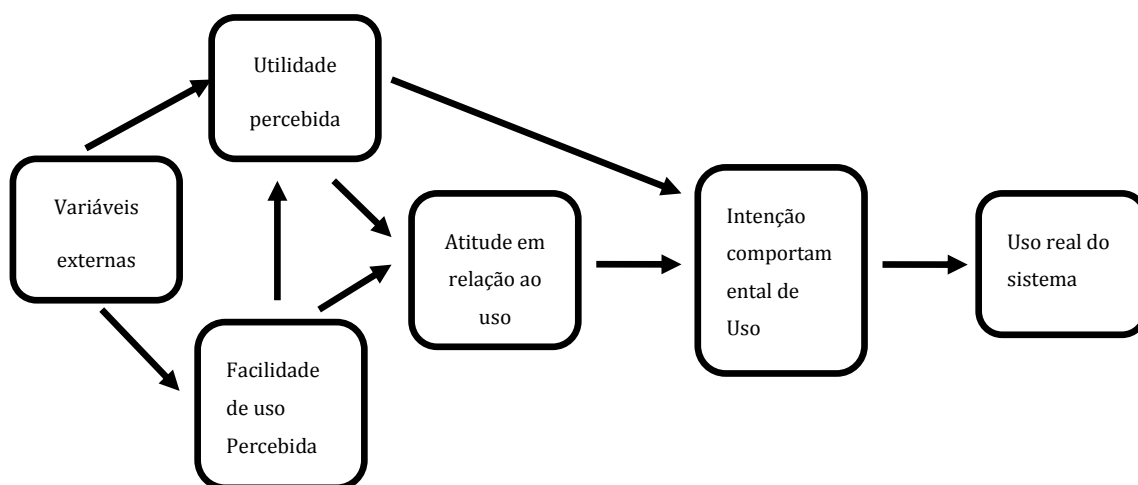 Utilidade
percebida
Variáveis
externas
Facilidade
de uso
Percebida
Atitude em
relação ao
uso
Intenção
comportam
ental de
Uso
Uso real do
sistema